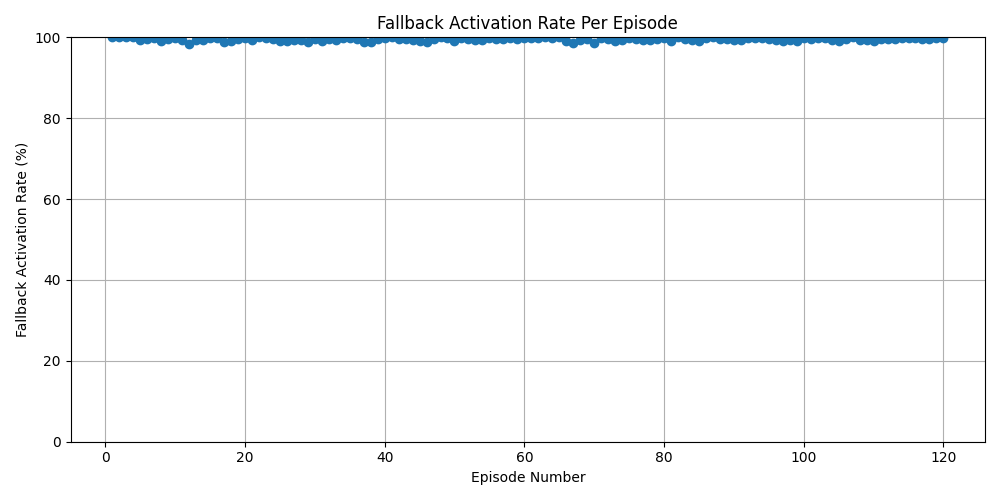 Fallback Activation Rate Per Episode
Fallback Activation Rate (%)
100
80
60
40
20
0
0 20 40 60 80 100 120
Episode Number